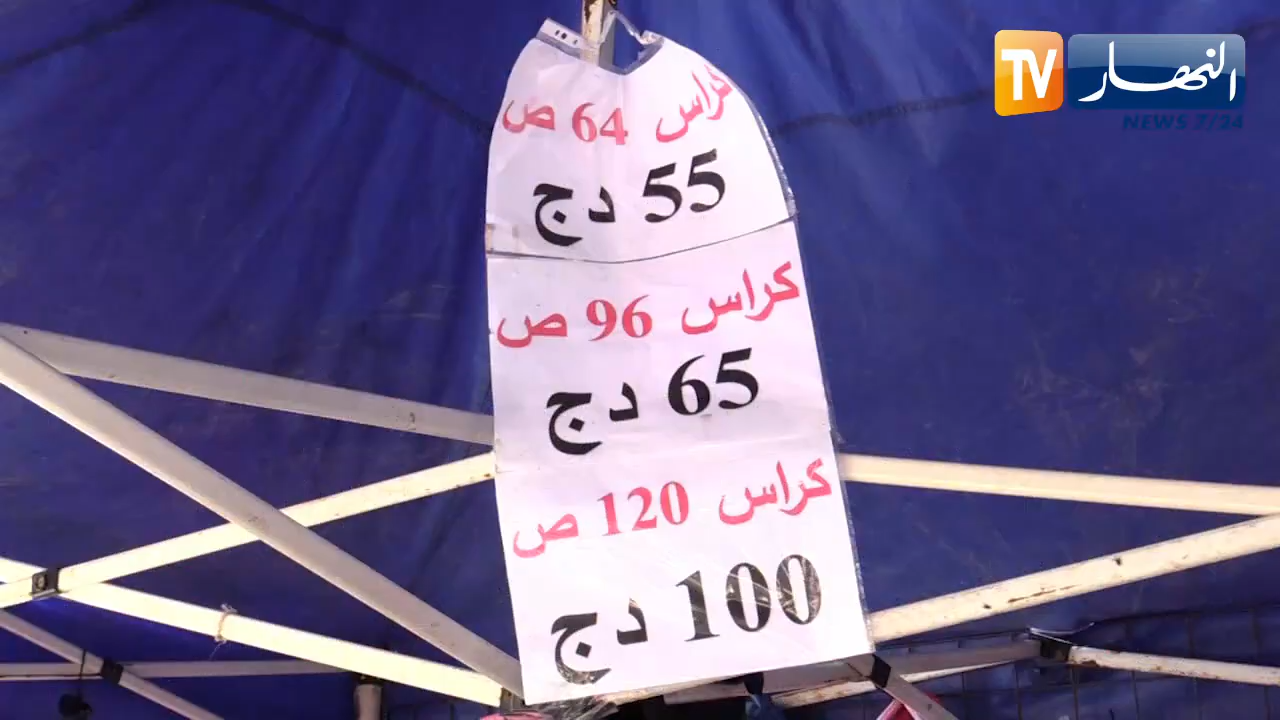 كراس 64 ص
55 دج
كراس 96 ص
65 دج
كراس 120 ص
100 دج
النهار TV
NEWS 7/24